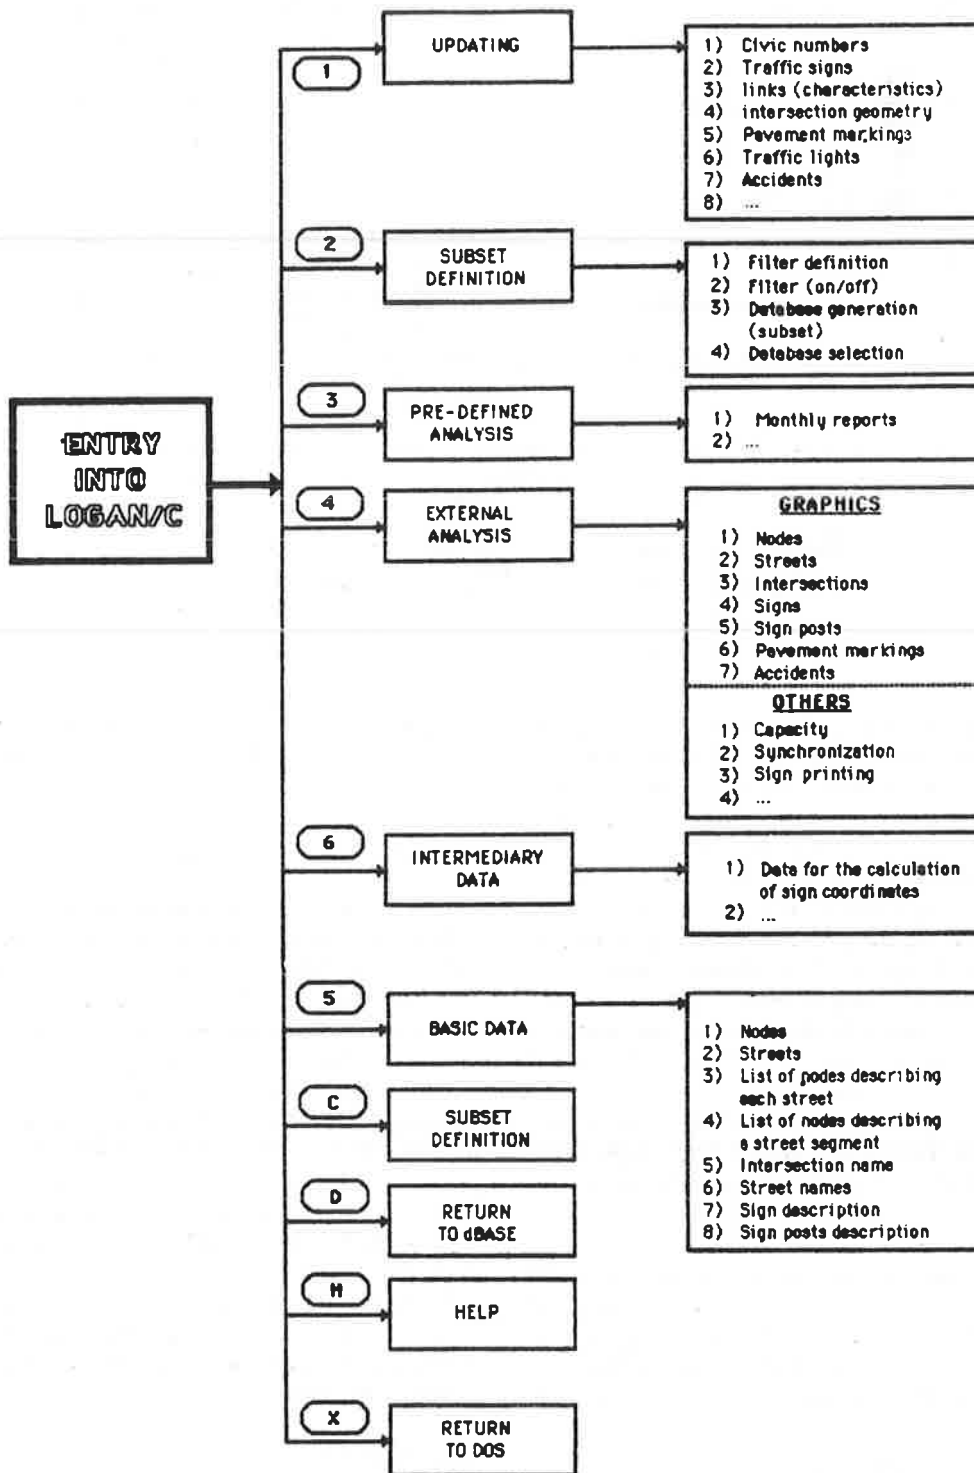 1
UPDATING
1) Civic numbers
2) Traffic signs
3) links (characteristics)
4) intersection geometry
5) Pavement markings
6) Traffic lights
7) Accidents
8) ...
2
SUBSET
DEFINITION
1) Filter definition
2) Filter (on/off)
3) Database generation
(subset)
4) Database selection
3
PRE-DEFINED
ANALYSIS
1) Monthly reports
2) ...
ENTRY
INTO
LOGAN/C
4
EXTERNAL
ANALYSIS
GRAPHICS
1) Nodes
2) Streets
3) Intersections
4) Signs
5) Sign posts
6) Pavement markings
7) Accidents
OTHERS
1) Capacity
2) Synchronization
3) Sign printing
4) ...
6
INTERMEDIARY
DATA
1) Data for the calculation
of sign coordinates
2) ...
5
BASIC DATA
1) Nodes
2) Streets
3) List of nodes describing
each street
4) List of nodes describing
a street segment
5) Intersection name
6) Street names
7) Sign description
8) Sign posts description
C
SUBSET
DEFINITION
D
RETURN
TO dBASE
H
HELP
X
RETURN
TO DOS